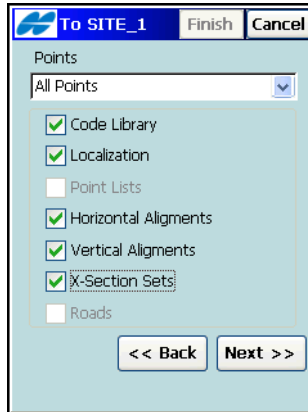 To SITE_1 Finish Cancel
Points
All Points
Code Library
Localization
Point Lists
Horizontal Aligments
Vertical Aligments
X-Section Sets
Roads
<< Back Next >>